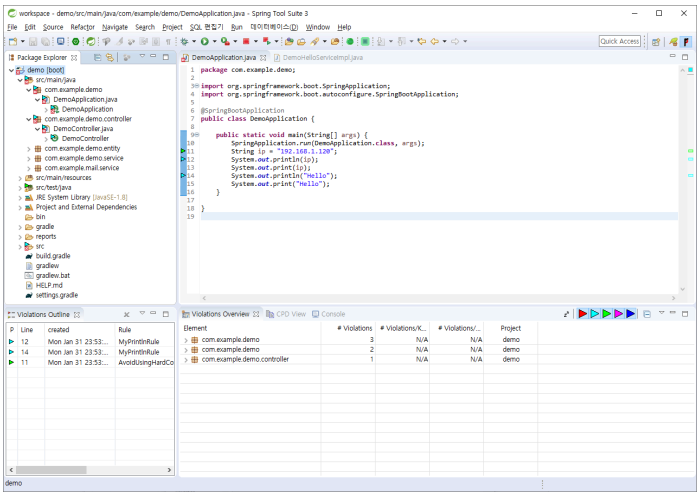 workspace - demo/src/main/java/com/example/demo/DemoApplication.java - Spring Tool Suite 3
File Edit Source Refactor Navigate Search Project SQL 편집기 Run 데이터베이스(D) Window Help
Quick Access
Package Explorer
demo [boot]
src/main/java
com.example.demo
DemoApplication.java
DemoApplication
com.example.demo.controller
DemoController.java
DemoController
com.example.demo.entity
com.example.demo.service
com.example.mail.service
src/main/resources
src/test/java
JRE System Library [JavaSE-1.8]
Project and External Dependencies
bin
gradle
reports
src
build.gradle
gradlew
gradlew.bat
HELP.md
settings.gradle
DemoApplication.java DemoHelloServiceImpl.java
1 package com.example.demo;
2
3 import org.springframework.boot.SpringApplication;
4 import org.springframework.boot.autoconfigure.SpringBootApplication;
5
6 @SpringBootApplication
7 public class DemoApplication {
8
9 public static void main(String[] args) {
10 SpringApplication.run(DemoApplication.class, args);
11 String ip = "192.168.1.120";
12 System.out.println(ip);
13 System.out.print(ip);
14 System.out.println("Hello");
15 System.out.print("Hello");
16 }
17
18 }
19
Violations Outline
P Line created Rule
12 Mon Jan 31 23:53:... MyPrintlnRule
14 Mon Jan 31 23:53:... MyPrintlnRule
11 Mon Jan 31 23:53:... AvoidUsingHardCo
Violations Overview CPD View Console
Element # Violations # Violations/K... # Violations/... Project
com.example.demo 3 N/A N/A demo
com.example.demo 2 N/A N/A demo
com.example.demo.controller 1 N/A N/A demo
demo